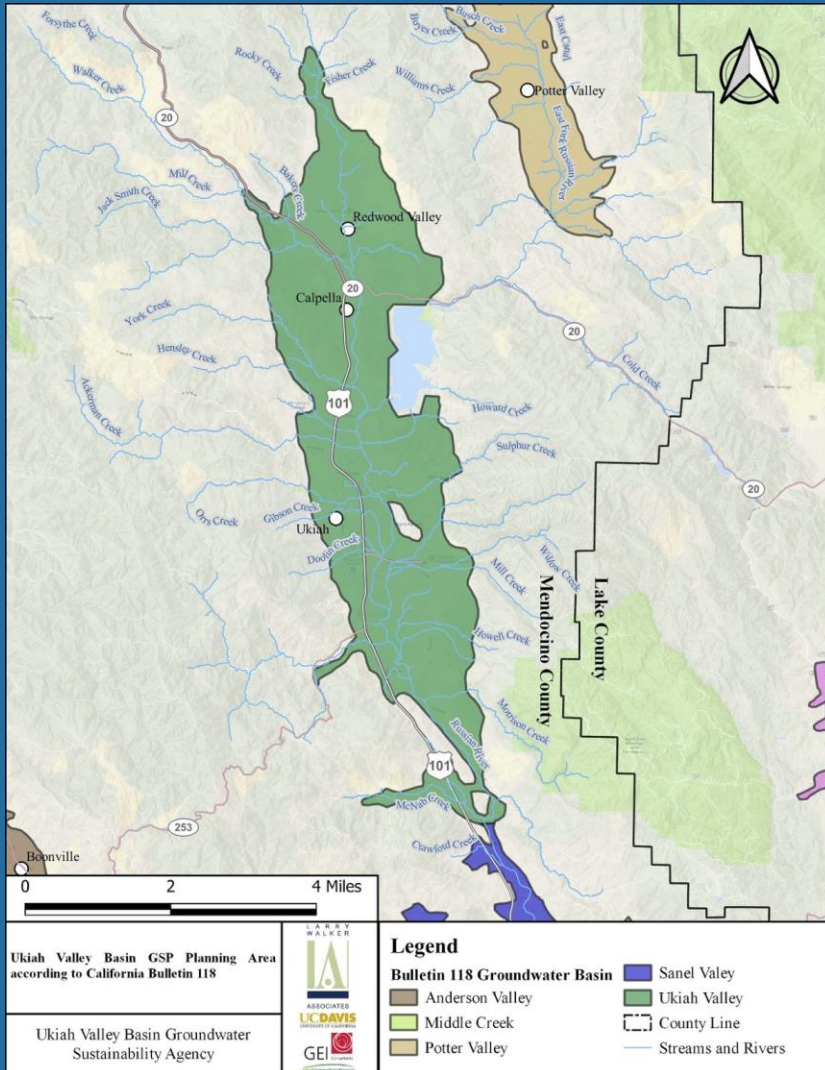 Forsythe Creek
Walker Creek
20
Rocky Creek
Fisher Creek
Boyes Creek
Busch Creek
East Canal
Williams Creek
Potter Valley
East Fork Russian River
Mill Creek
Bakers Creek
Jack Smith Creek
Redwood Valley
20
Calpella
York Creek
20
Hensley Creek
Cold Creek
Ackerman Creek
101
Howard Creek
Sulphur Creek
20
Orrs Creek
Gibson Creek
Ukiah
Doolin Creek
Willow Creek
Mill Creek
Mendocino County
Lake County
Howell Creek
Morrison Creek
Russian River
101
McNab Creek
253
Crawford Creek
Boonville
0 2 4 Miles
Ukiah Valley Basin GSP Planning Area
according to California Bulletin 118
Ukiah Valley Basin Groundwater
Sustainability Agency
LARRY
WALKER
LA
ASSOCIATES
UCDAVIS
UNIVERSITY OF CALIFORNIA
GEI
Legend
Bulletin 118 Groundwater Basin
Anderson Valley
Middle Creek
Potter Valley
Sanel Valey
Ukiah Valley
County Line
Streams and Rivers